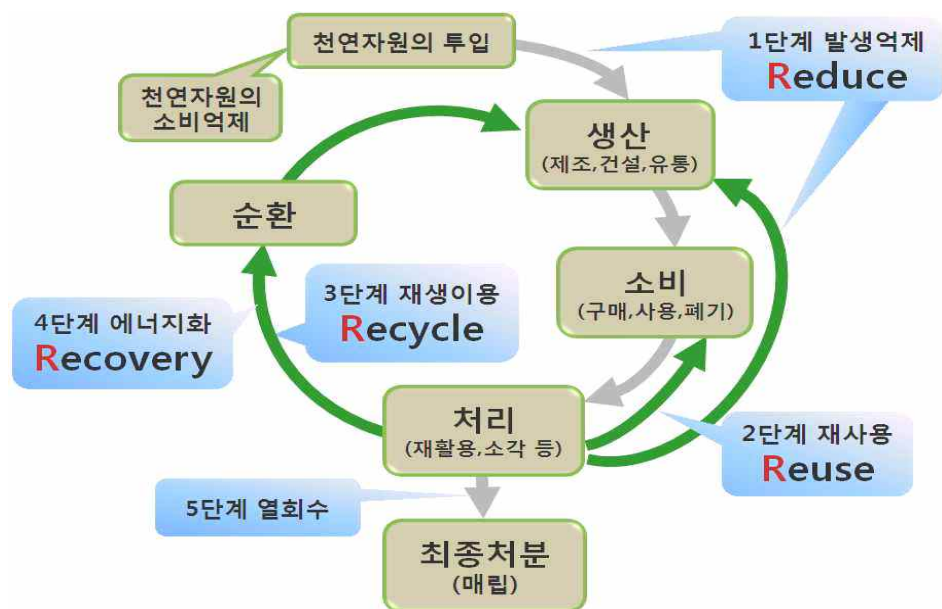 천연자원의 투입
1단계 발생억제
Reduce
천연자원의
소비억제
생산
(제조,건설,유통)
순환
소비
(구매,사용,폐기)
3단계 재생이용
Recycle
4단계 에너지화
Recovery
처리
(재활용,소각 등)
2단계 재사용
Reuse
5단계 열회수
최종처분
(매립)